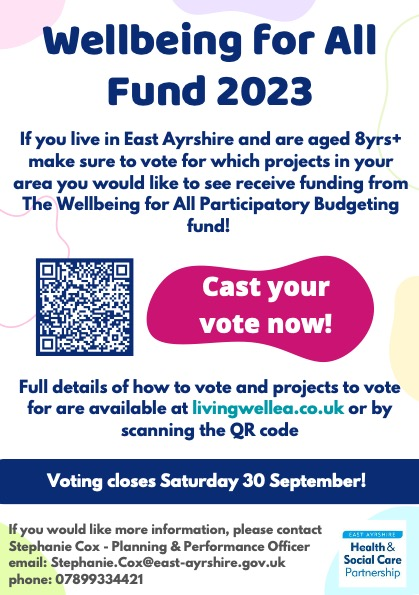 Wellbeing for All
Fund 2023
If you live in East Ayrshire and are aged 8yrs+
make sure to vote for which projects in your
area you would like to see receive funding from
The Wellbeing for All Participatory Budgeting
fund!
Cast your
vote now!
Full details of how to vote and projects to vote
for are available at livingwellea.co.uk or by
scanning the QR code
Voting closes Saturday 30 September!
If you would like more information, please contact
Stephanie Cox - Planning & Performance Officer
email: Stephanie.Cox@east-ayrshire.gov.uk
phone: 07899334421
EAST AYRSHIRE
Health &
Social Care
Partnership